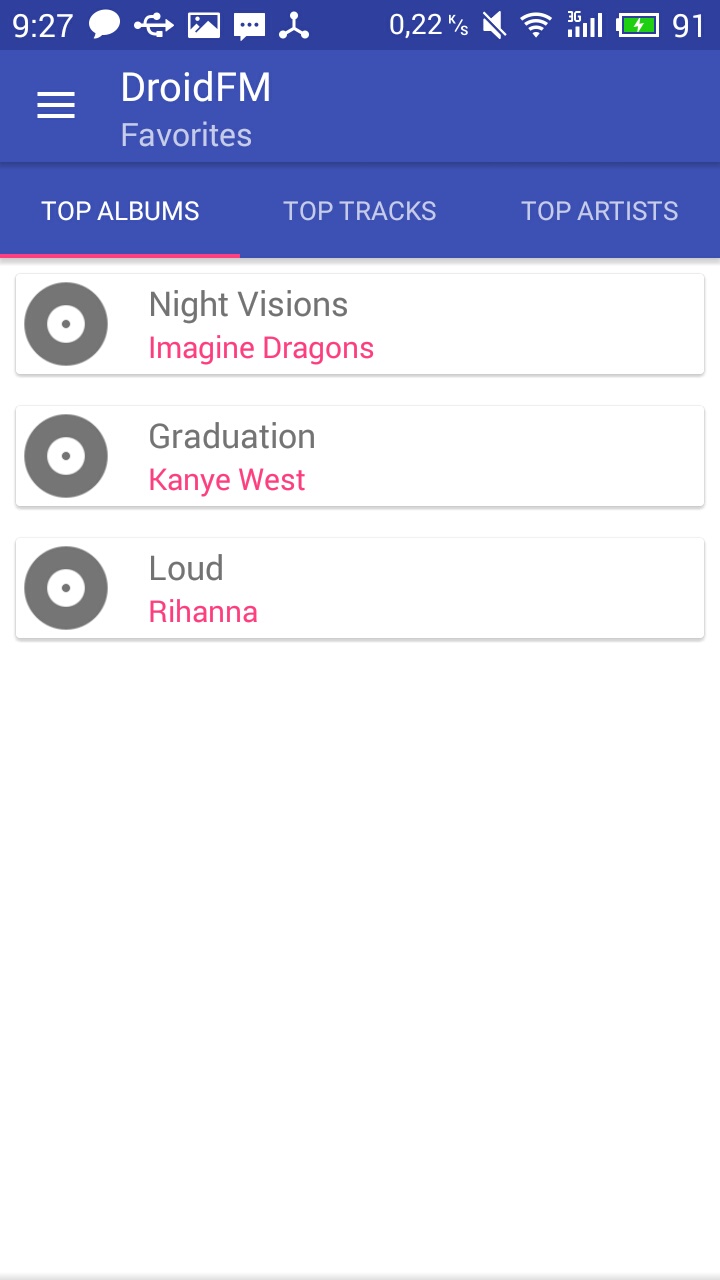 9:27 0,22 K/s 3G 91
DroidFM
Favorites
TOP ALBUMS TOP TRACKS TOP ARTISTS
Night Visions
Imagine Dragons
Graduation
Kanye West
Loud
Rihanna